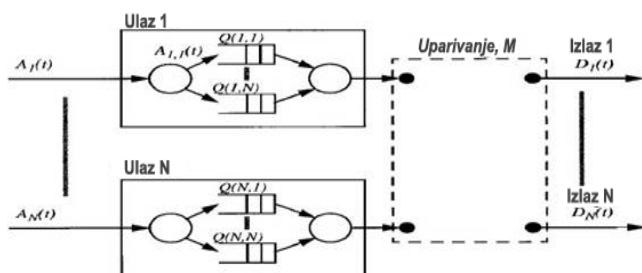 Ulaz 1
A1(t)
A1,1(t)
Q(1,1)
Q(1,N)
Uparivanje, M
Izlaz 1
D1(t)
Ulaz N
AN(t)
Q(N,1)
Q(N,N)
Izlaz N
DN(t)